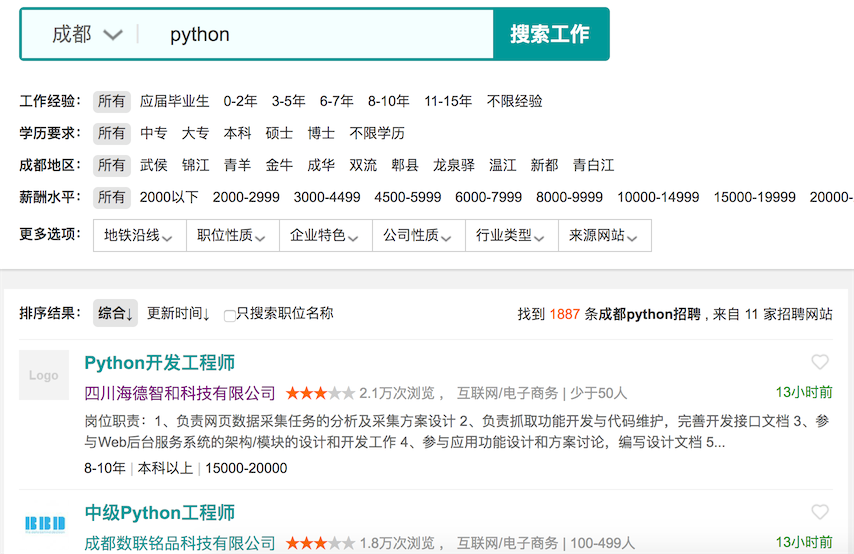 成都 python 搜索工作
工作经验： 所有 应届毕业生 0-2年 3-5年 6-7年 8-10年 11-15年 不限经验
学历要求： 所有 中专 大专 本科 硕士 博士 不限学历
成都地区： 所有 武侯 锦江 青羊 金牛 成华 双流 郫县 龙泉驿 温江 新都 青白江
薪酬水平： 所有 2000以下 2000-2999 3000-4499 4500-5999 6000-7999 8000-9999 10000-14999 15000-19999 20000-
更多选项： 地铁沿线 职位性质 企业特色 公司性质 行业类型 来源网站
排序结果： 综合↓ 更新时间↓ 只搜索职位名称 找到 1887 条成都python招聘 , 来自 11 家招聘网站
Logo
Python开发工程师
四川海德智和科技有限公司 2.1万次浏览 ， 互联网/电子商务 | 少于50人 13小时前
岗位职责：1、负责网页数据采集任务的分析及采集方案设计 2、负责抓取功能开发与代码维护，完善开发接口文档 3、参
与Web后台服务系统的架构/模块的设计和开发工作 4、参与应用功能设计和方案讨论，编写设计文档 5...
8-10年 | 本科以上 | 15000-20000
BBD
中级Python工程师
成都数联铭品科技有限公司 1.8万次浏览 ， 互联网/电子商务 | 100-499人 13小时前